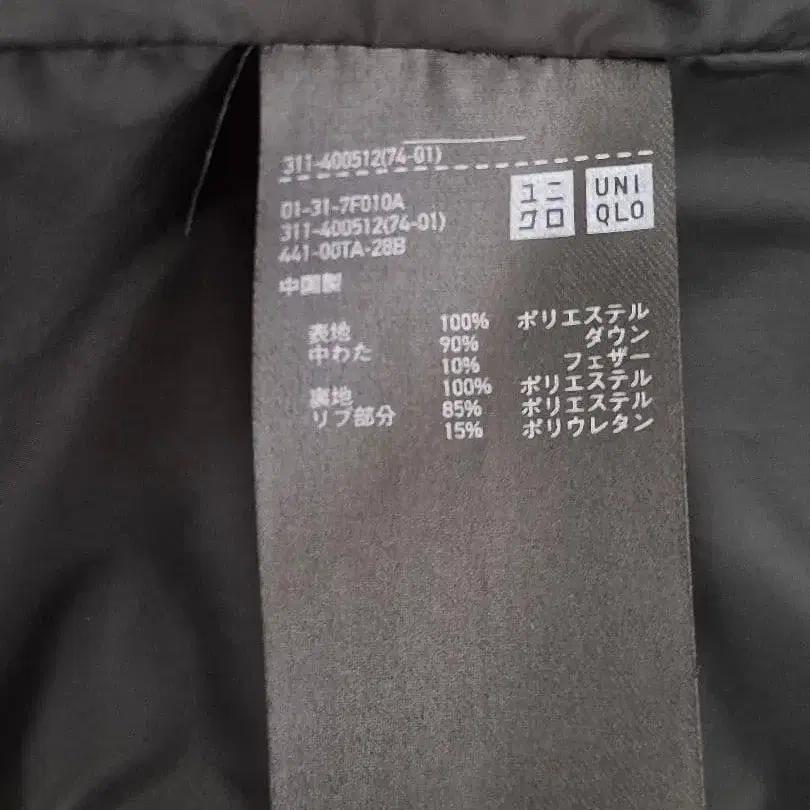 311-400512(74-01)
ユニ
クロ
UNI
QLO
01-31-7F010A
311-400512(74-01)
441-00TA-28B
中国製
表地 100% ポリエステル
中わた 90% ダウン
10% フェザー
裏地 100% ポリエステル
リブ部分 85% ポリエステル
15% ポリウレタン